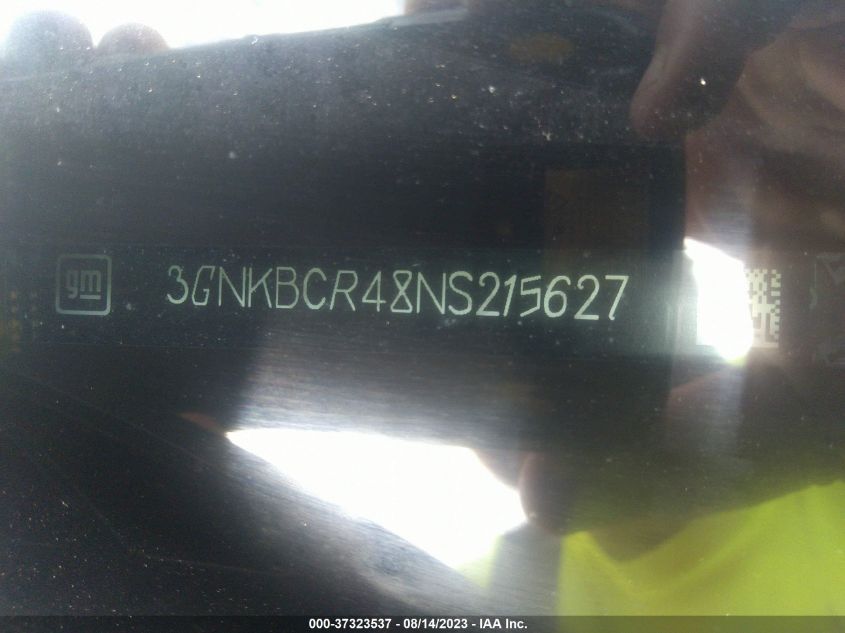 gm 3GNKBCR48NS215627
000-37323537 - 08/14/2023 - IAA Inc.